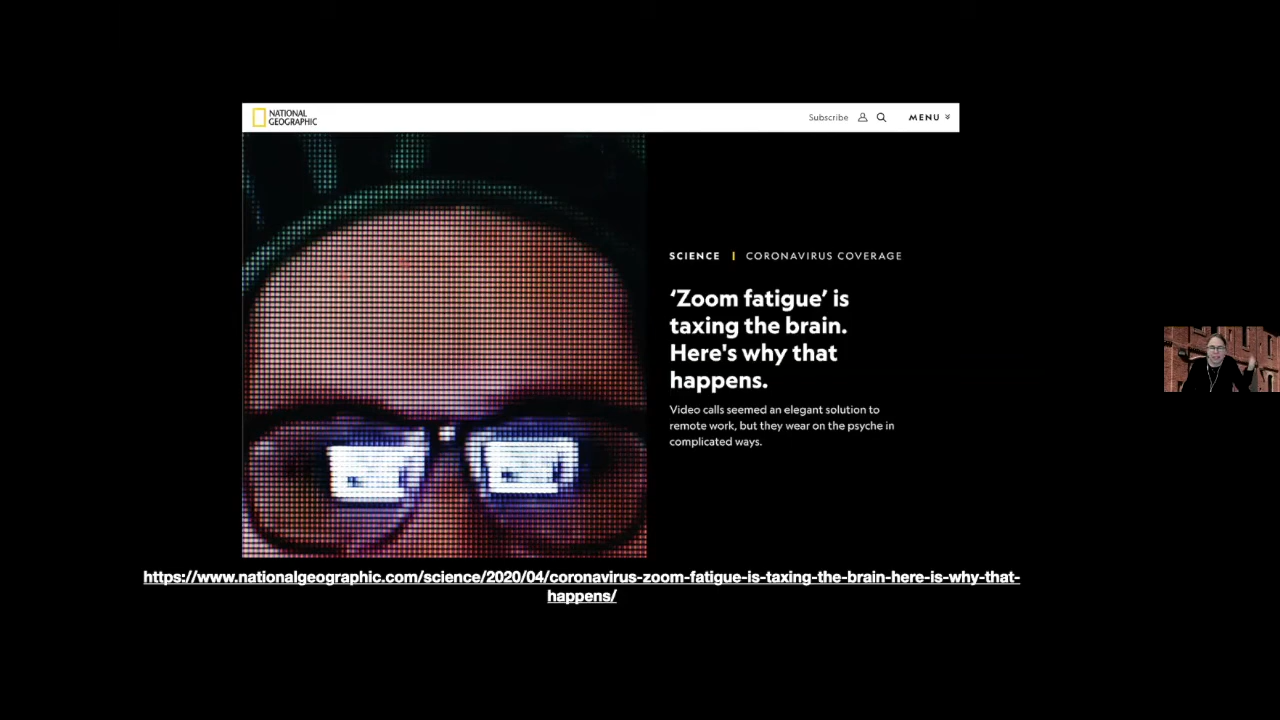 NATIONAL
GEOGRAPHIC
Subscribe
MENU
SCIENCE | CORONAVIRUS COVERAGE
‘Zoom fatigue’ is
taxing the brain.
Here's why that
happens.
Video calls seemed an elegant solution to
remote work, but they wear on the psyche in
complicated ways.
https://www.nationalgeographic.com/science/2020/04/coronavirus-zoom-fatigue-is-taxing-the-brain-here-is-why-that-
happens/